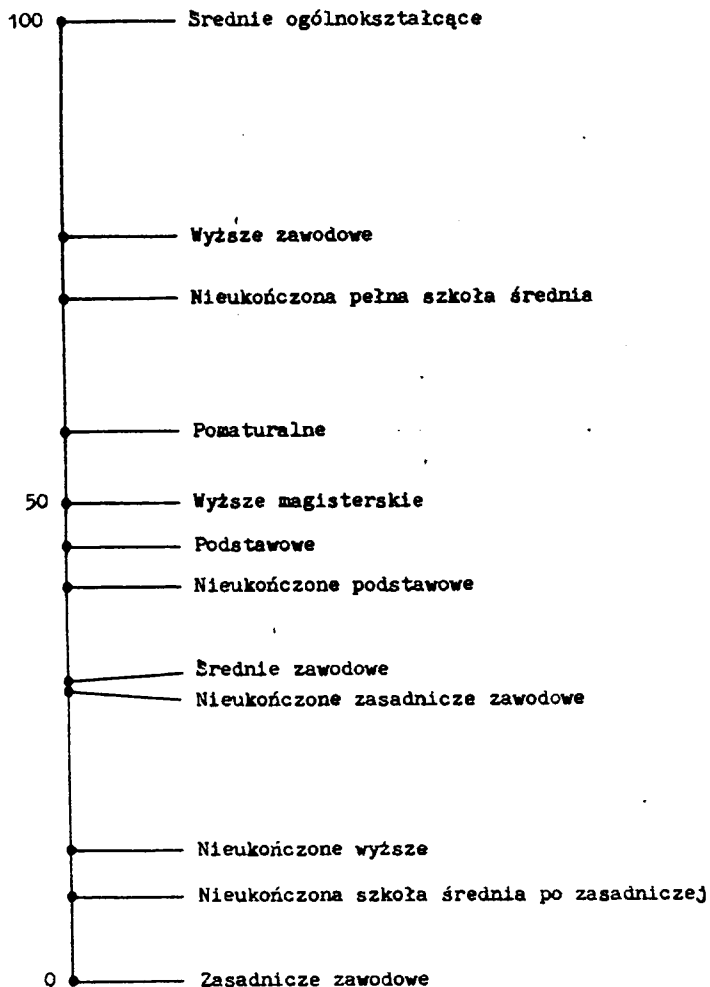 100 Średnie ogólnokształcące
Wyższe zawodowe
Nieukończona pełna szkoła średnia
Pomaturalne
50 Wyższe magisterskie
Podstawowe
Nieukończone podstawowe
Średnie zawodowe
Nieukończone zasadnicze zawodowe
Nieukończone wyższe
Nieukończona szkoła średnia po zasadniczej
0 Zasadnicze zawodowe